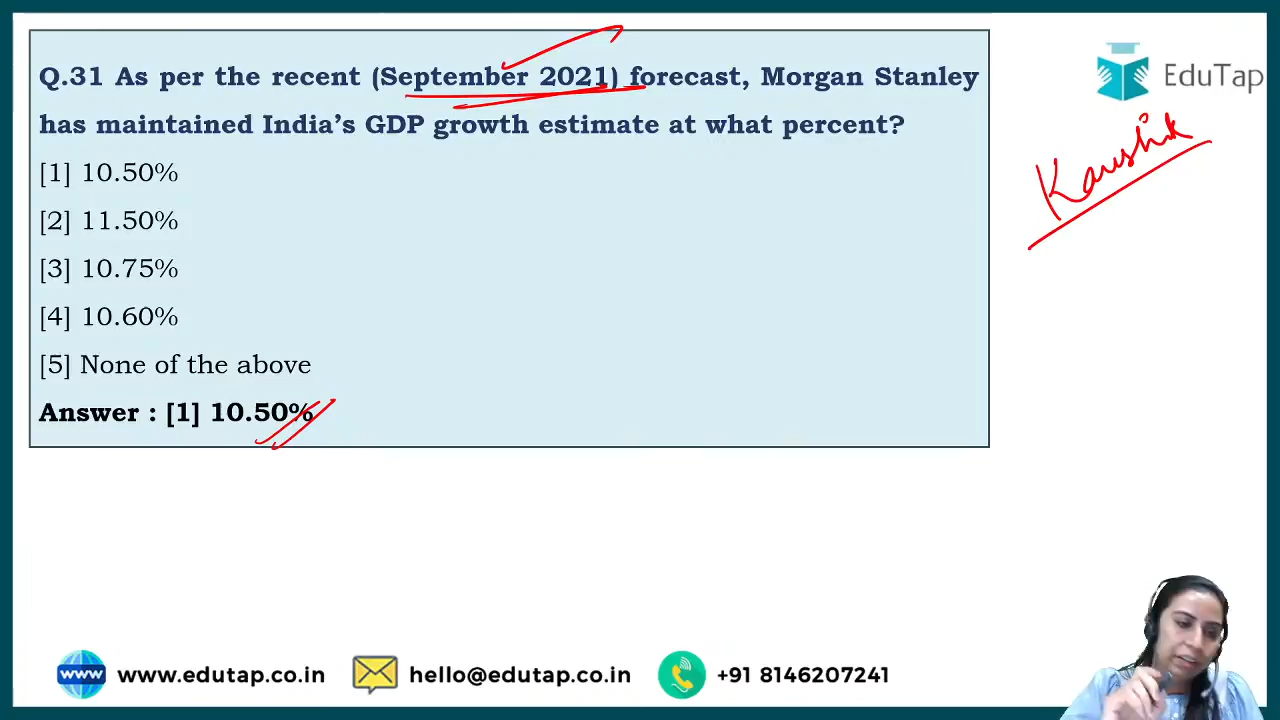 Q.31 As per the recent (September 2021) forecast, Morgan Stanley
has maintained India's GDP growth estimate at what percent?
[1] 10.50%
[2] 11.50%
[3] 10.75%
[4] 10.60%
[5] None of the above
Answer : [1] 10.50%
EduTap
Kaushik
www www.edutap.co.in
hello@edutap.co.in
+91 8146207241